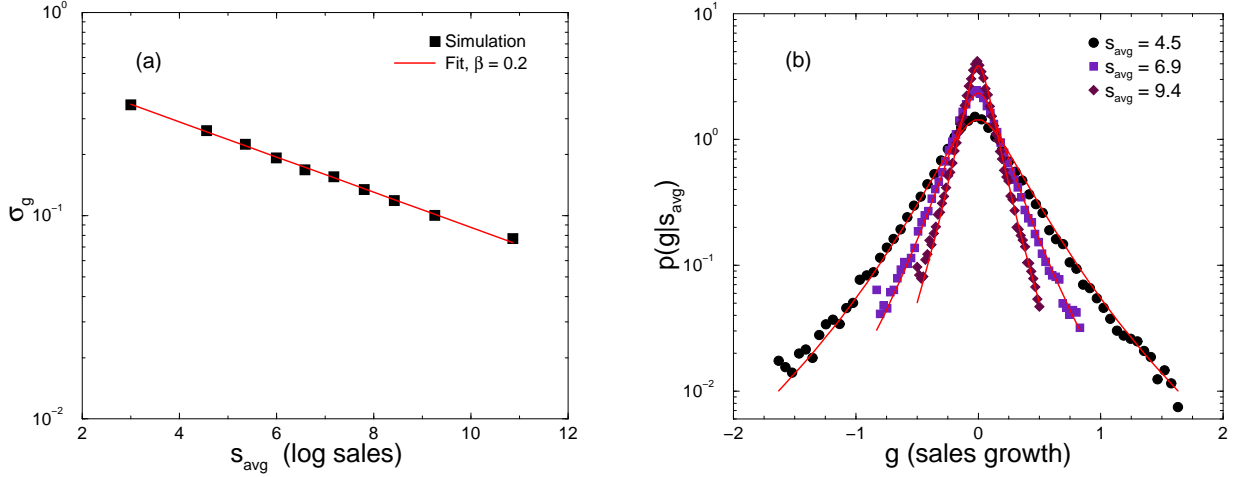 (a)
Simulation
Fit, β = 0.2
10^0
10^-1
10^-2
σ_g
2 4 6 8 10 12
s_avg (log sales)
(b)
s_avg = 4.5
s_avg = 6.9
s_avg = 9.4
10^1
10^0
10^-1
10^-2
p(g|s_avg)
−2 −1 0 1 2
g (sales growth)